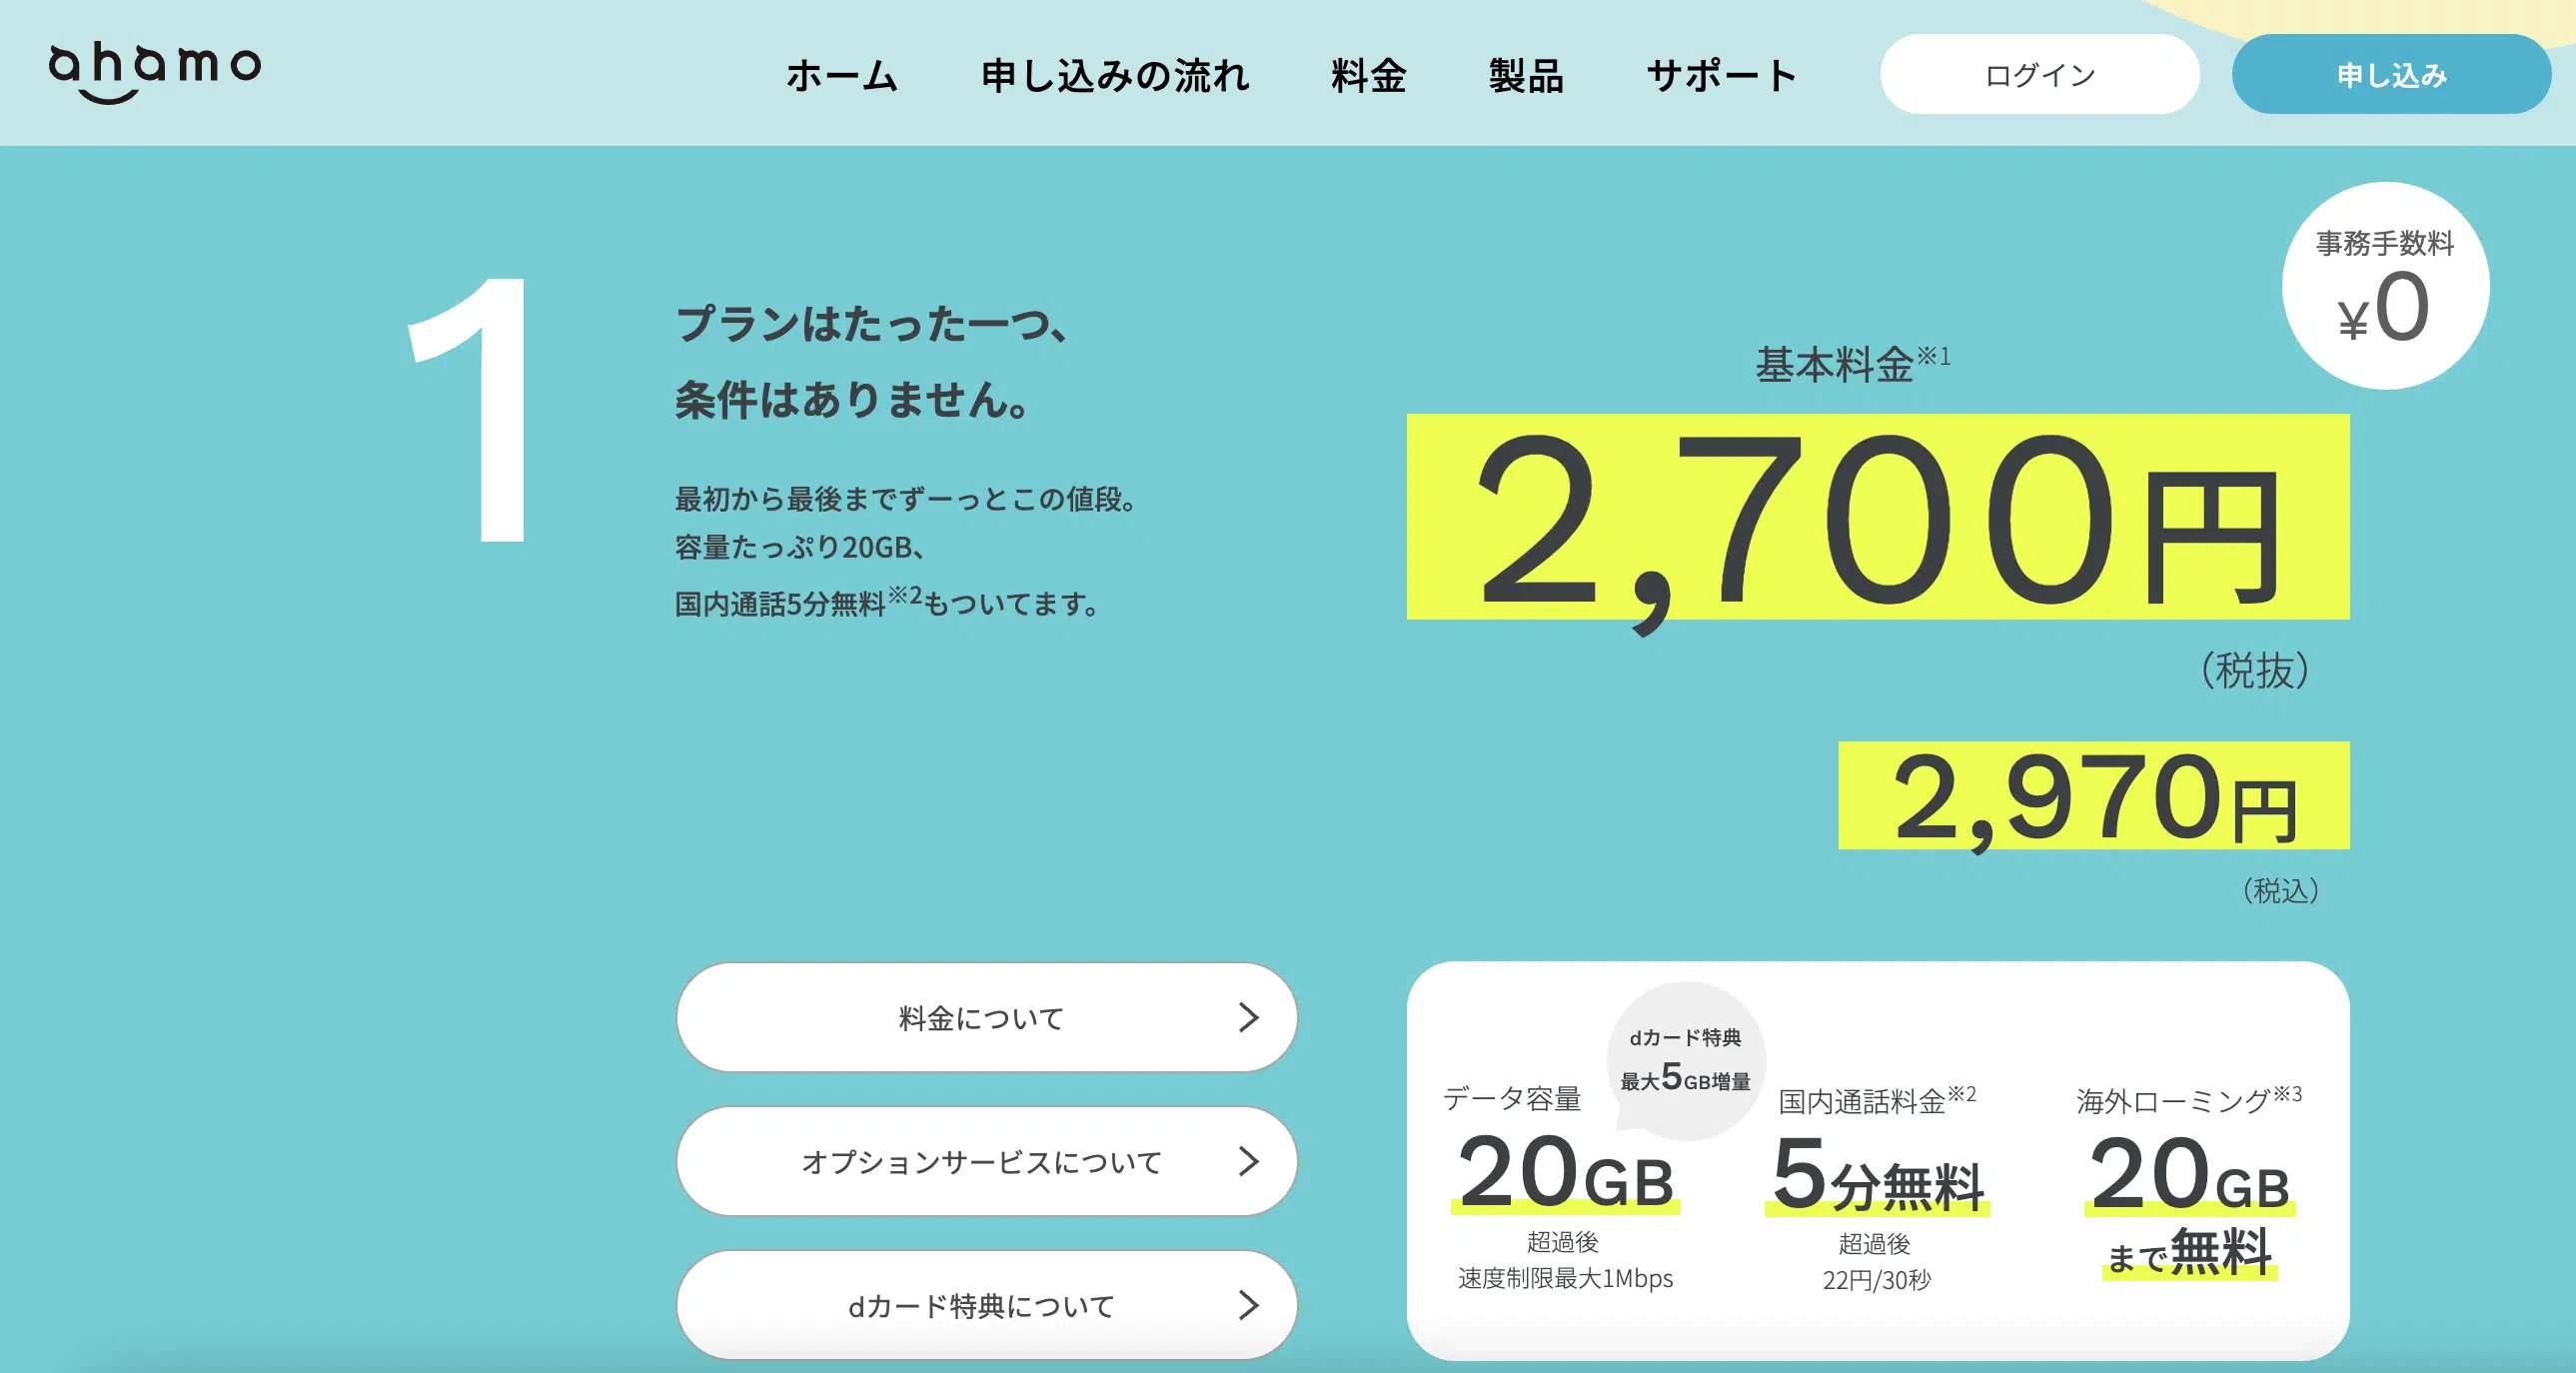 ahamo
ホーム 申し込みの流れ 料金 製品 サポート ログイン 申し込み
事務手数料
¥0
1
プランはたった一つ、
条件はありません。
最初から最後までずーっとこの値段。
容量たっぷり20GB、
国内通話5分無料※2もついてます。
基本料金※1
2,700円
（税抜）
2,970円
（税込）
料金について
オプションサービスについて
dカード特典について
dカード特典
最大5GB増量
データ容量
20GB
超過後
速度制限最大1Mbps
国内通話料金※2
5分無料
超過後
22円/30秒
海外ローミング※3
20GB
まで無料